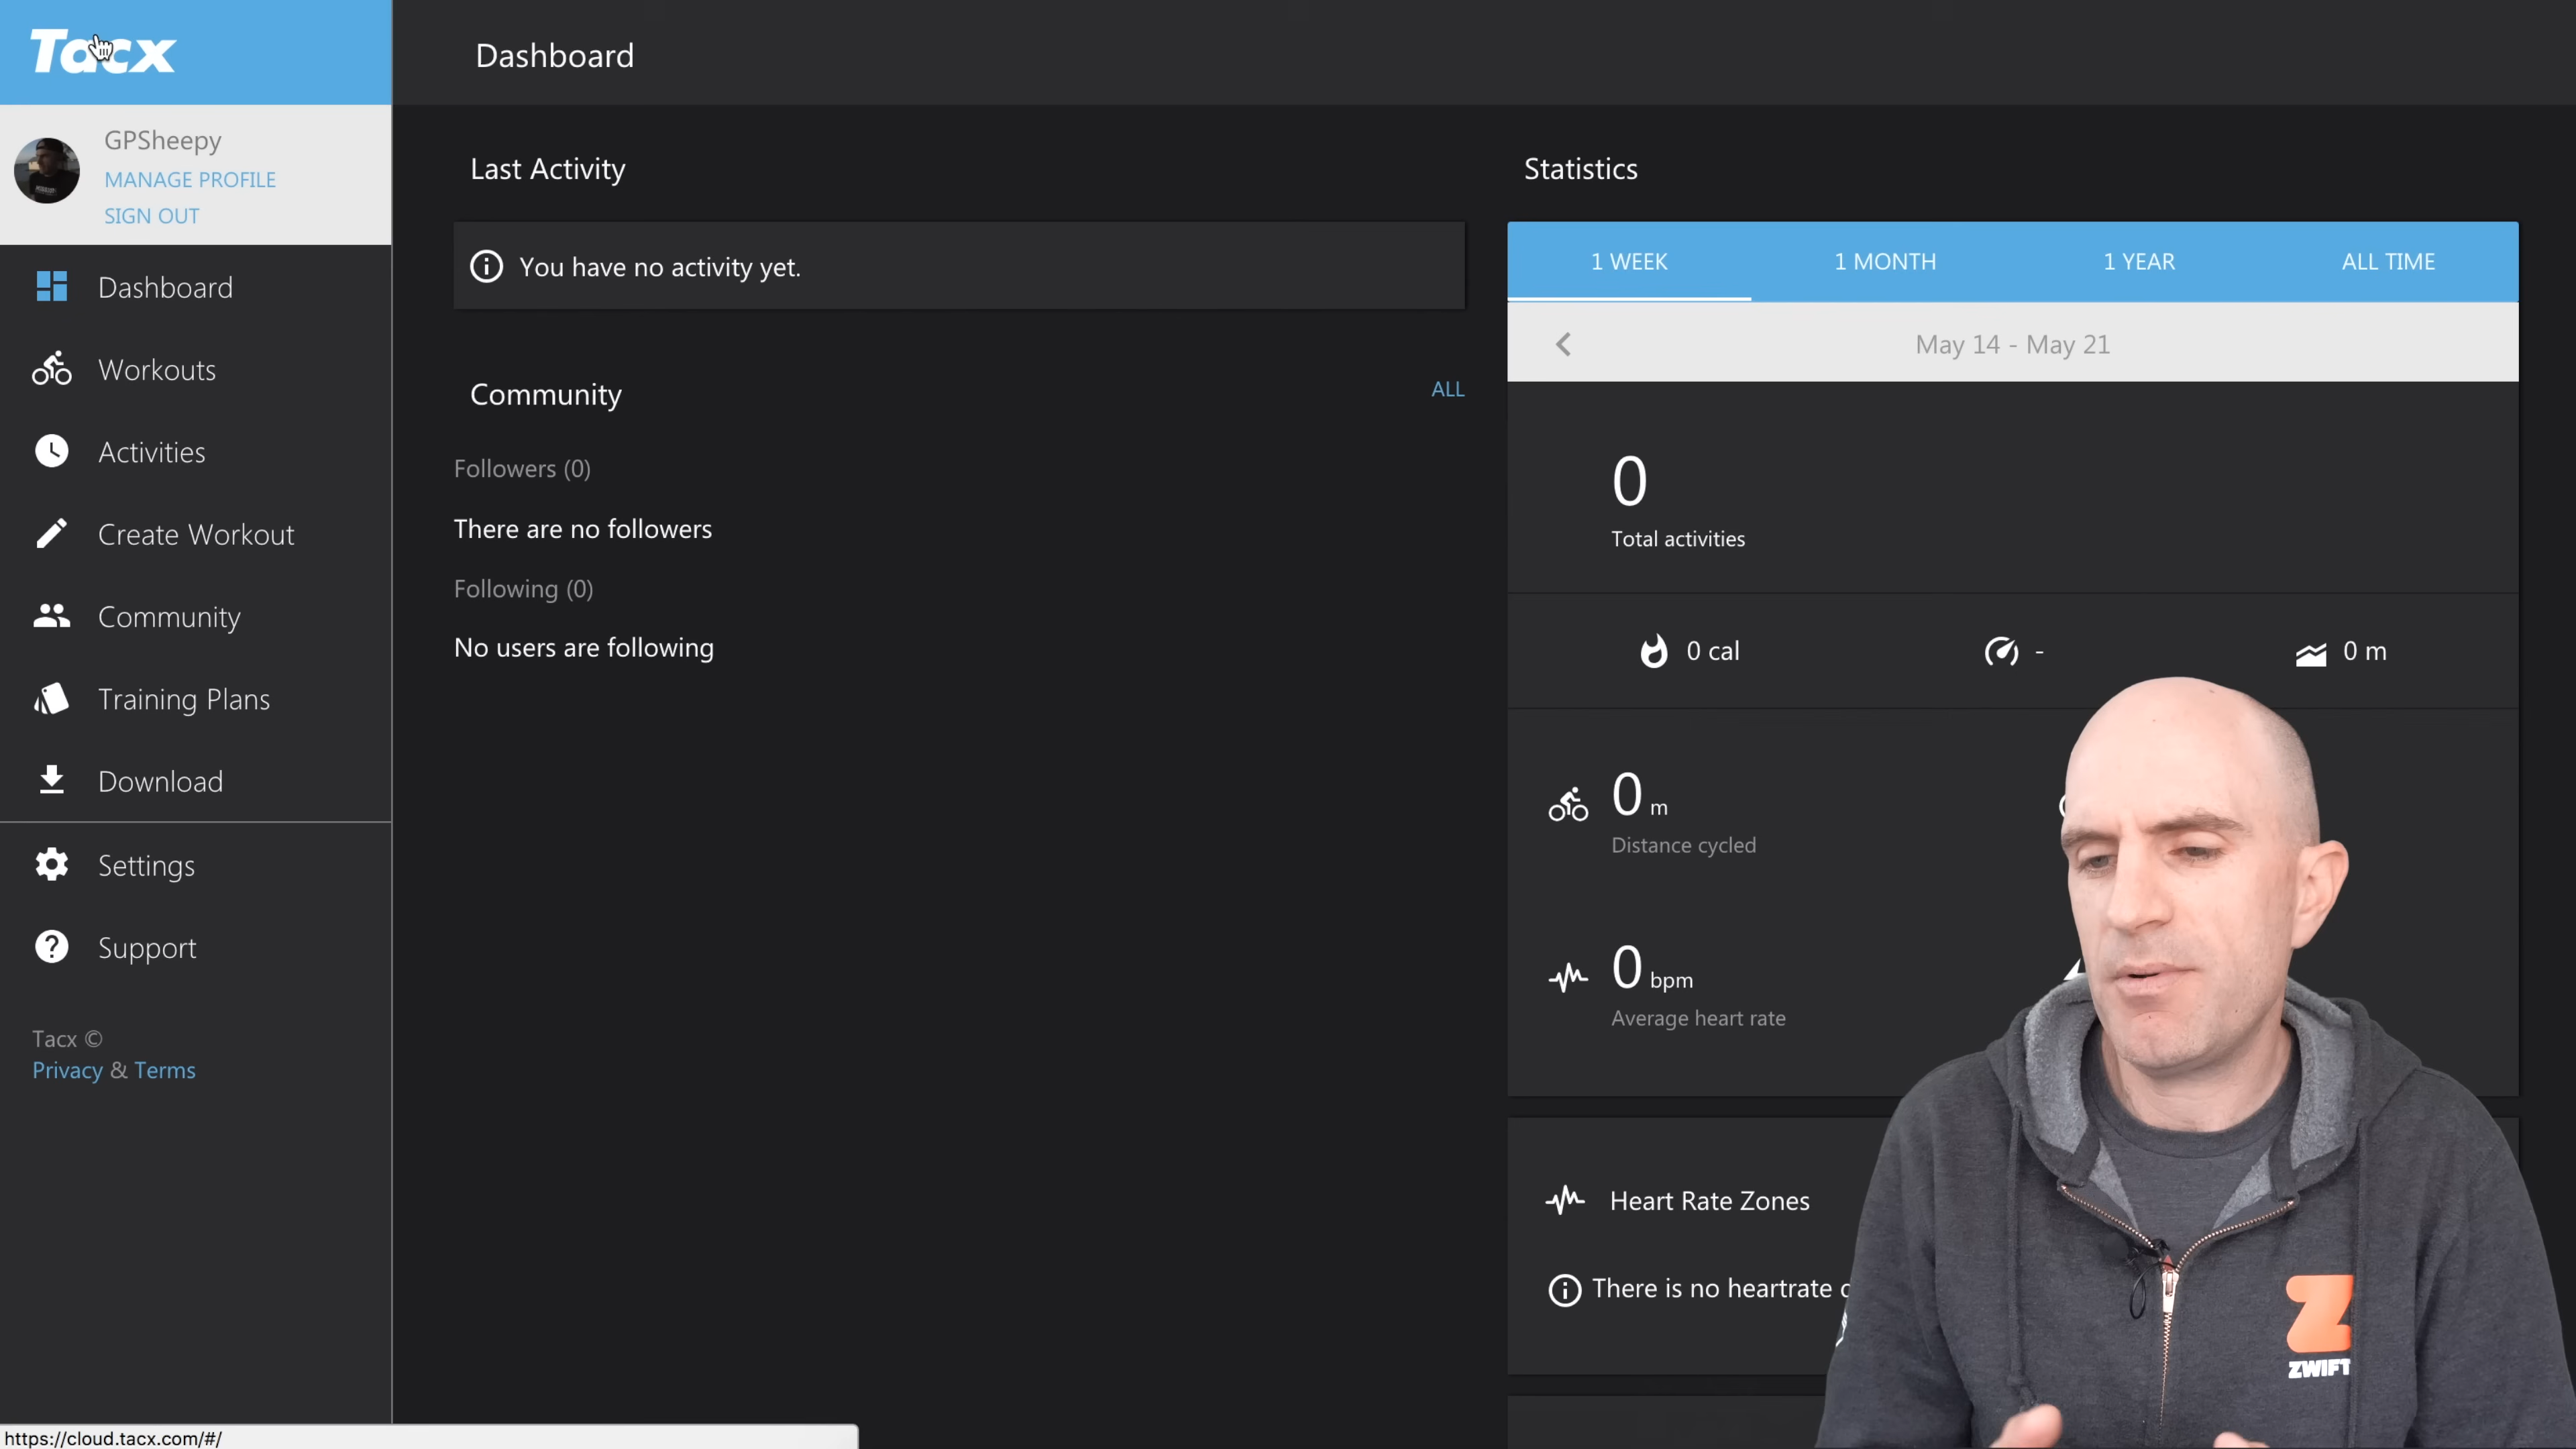 Tacx
Dashboard
GPSheepy
MANAGE PROFILE
SIGN OUT
Dashboard
Workouts
Activities
Create Workout
Community
Training Plans
Download
Settings
Support
Tacx ©
Privacy & Terms
https://cloud.tacx.com/#/
Last Activity
You have no activity yet.
Community ALL
Followers (0)
There are no followers
Following (0)
No users are following
Statistics
1 WEEK 1 MONTH 1 YEAR ALL TIME
May 14 - May 21
0
Total activities
0 cal - 0 m
0 m
Distance cycled
0 bpm
Average heart rate
Heart Rate Zones
There is no heartrate
ZWIFT